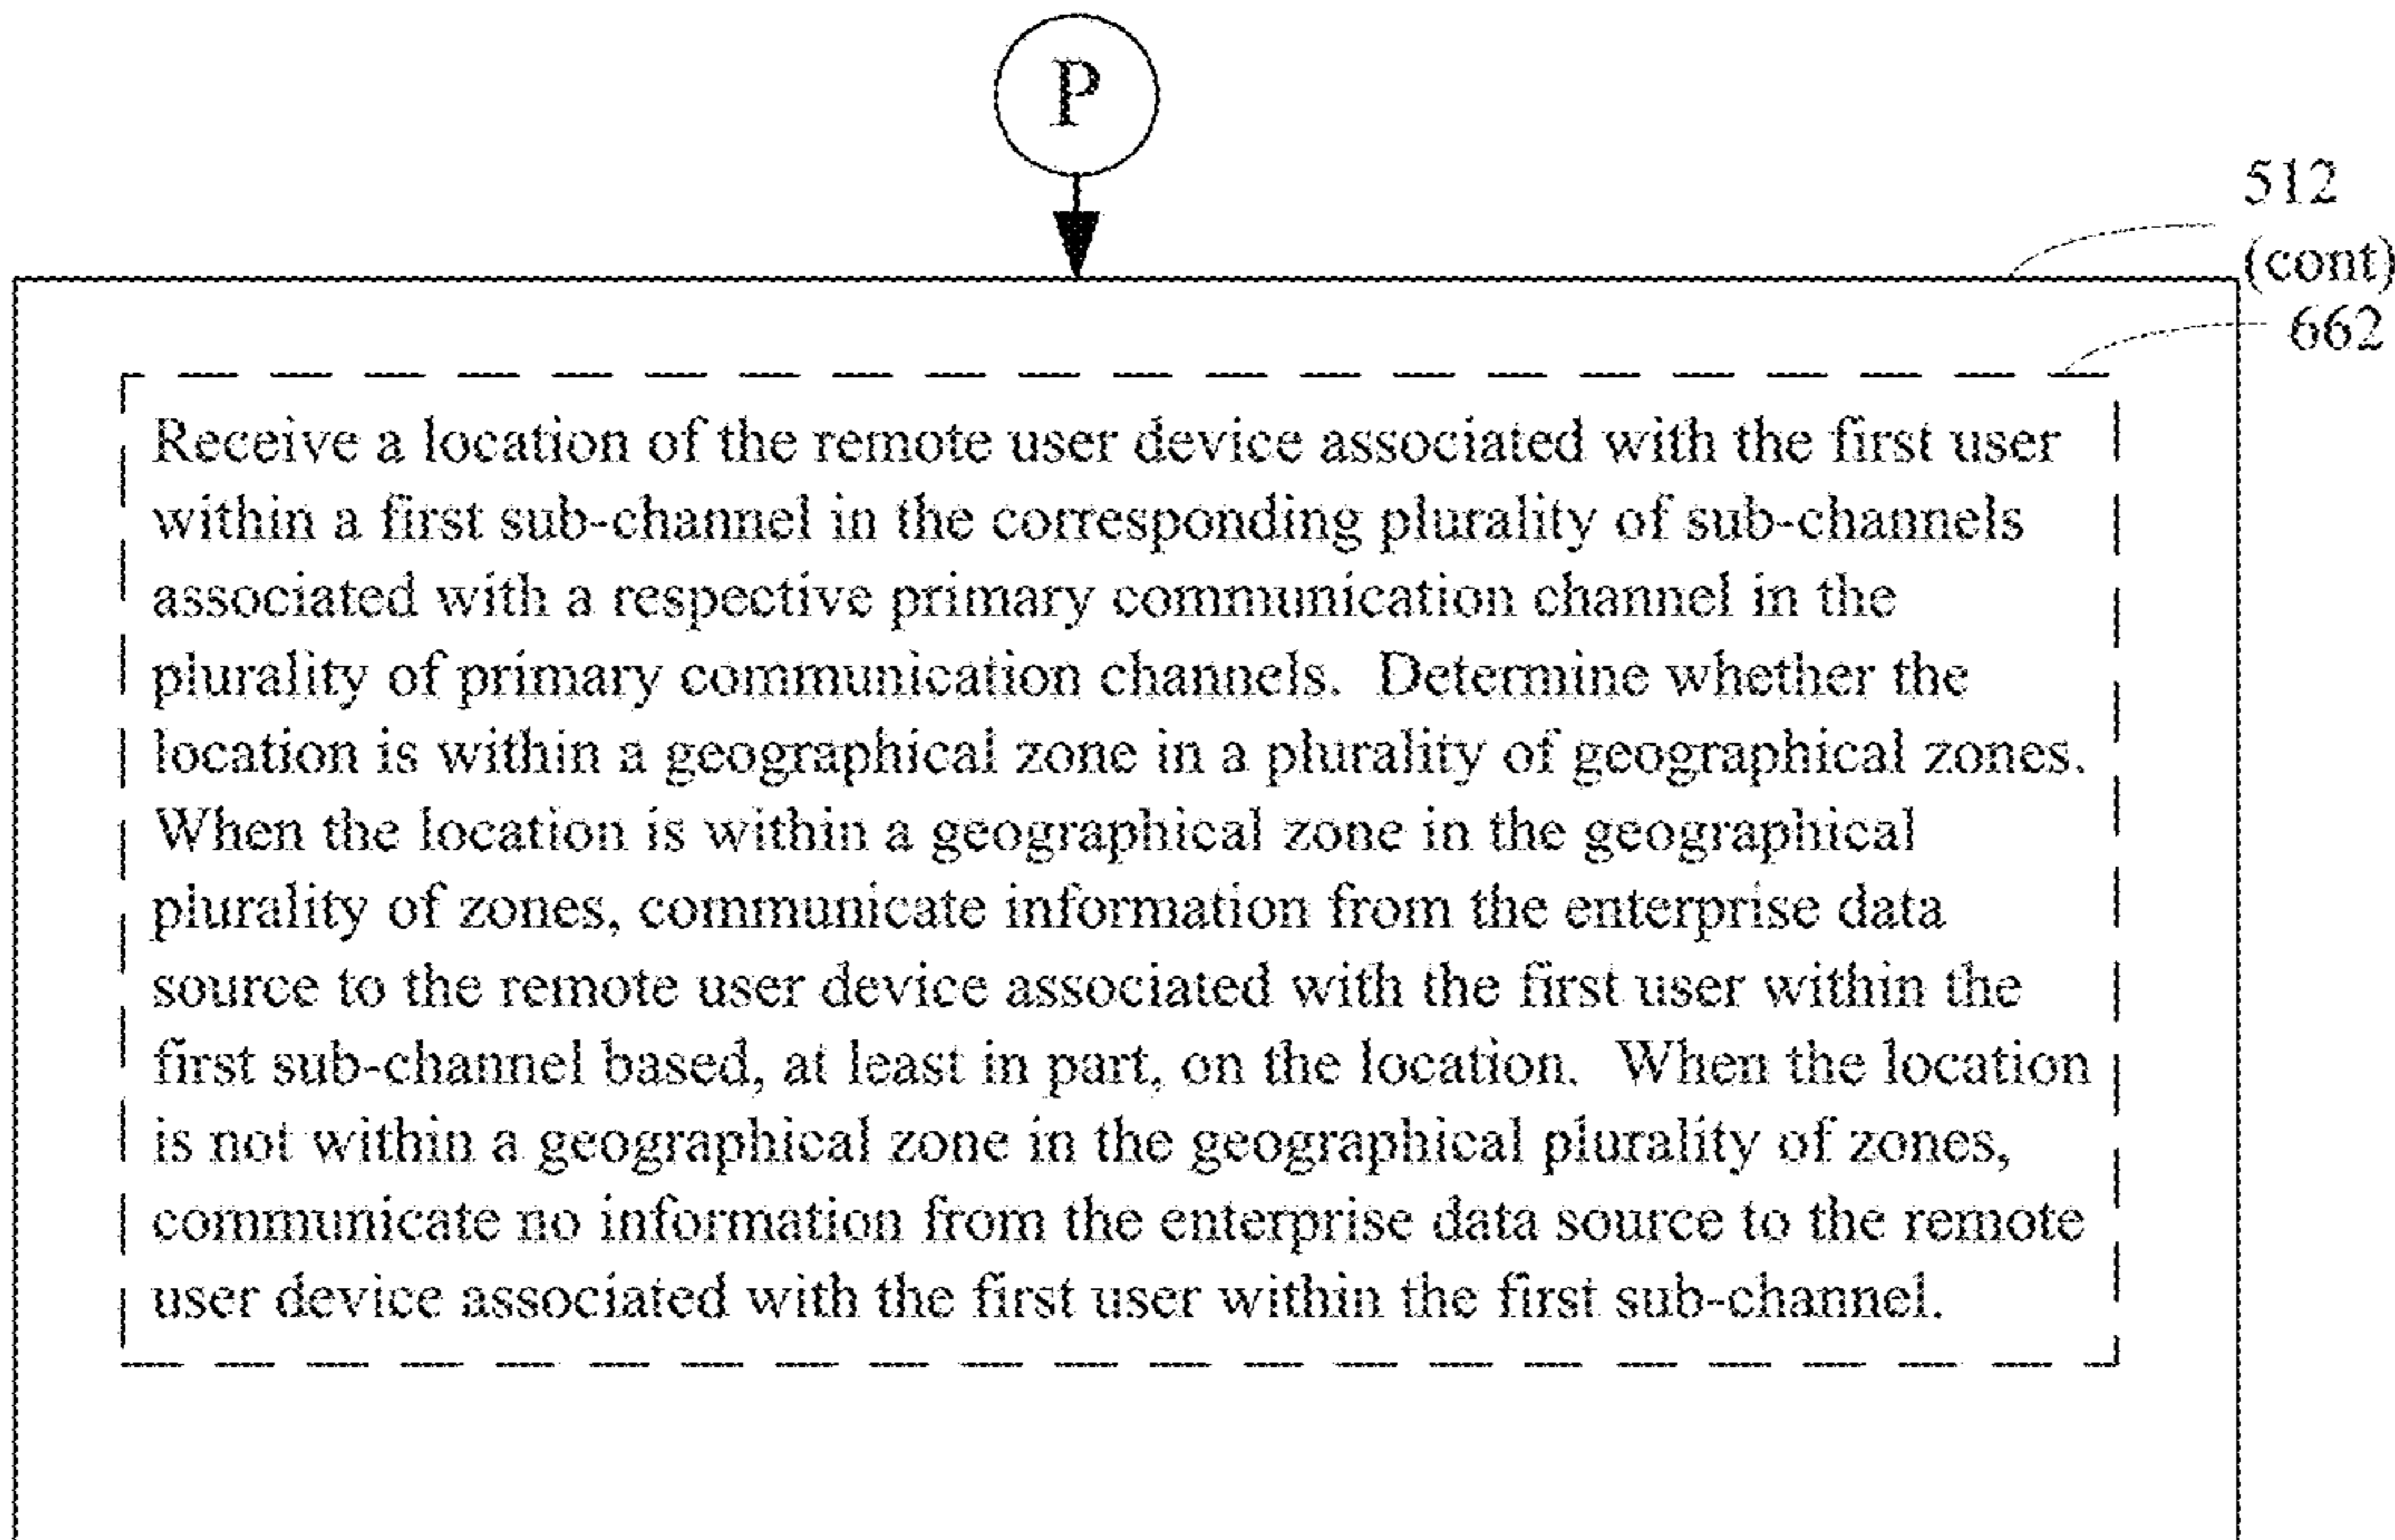 P
512
(cont)
662
Receive a location of the remote user device associated with the first user
within a first sub-channel in the corresponding plurality of sub-channels
associated with a respective primary communication channel in the
plurality of primary communication channels.  Determine whether the
location is within a geographical zone in a plurality of geographical zones.
When the location is within a geographical zone in the geographical
plurality of zones, communicate information from the enterprise data
source to the remote user device associated with the first user within the
first sub-channel based, at least in part, on the location.  When the location
is not within a geographical zone in the geographical plurality of zones,
communicate no information from the enterprise data source to the remote
user device associated with the first user within the first sub-channel.